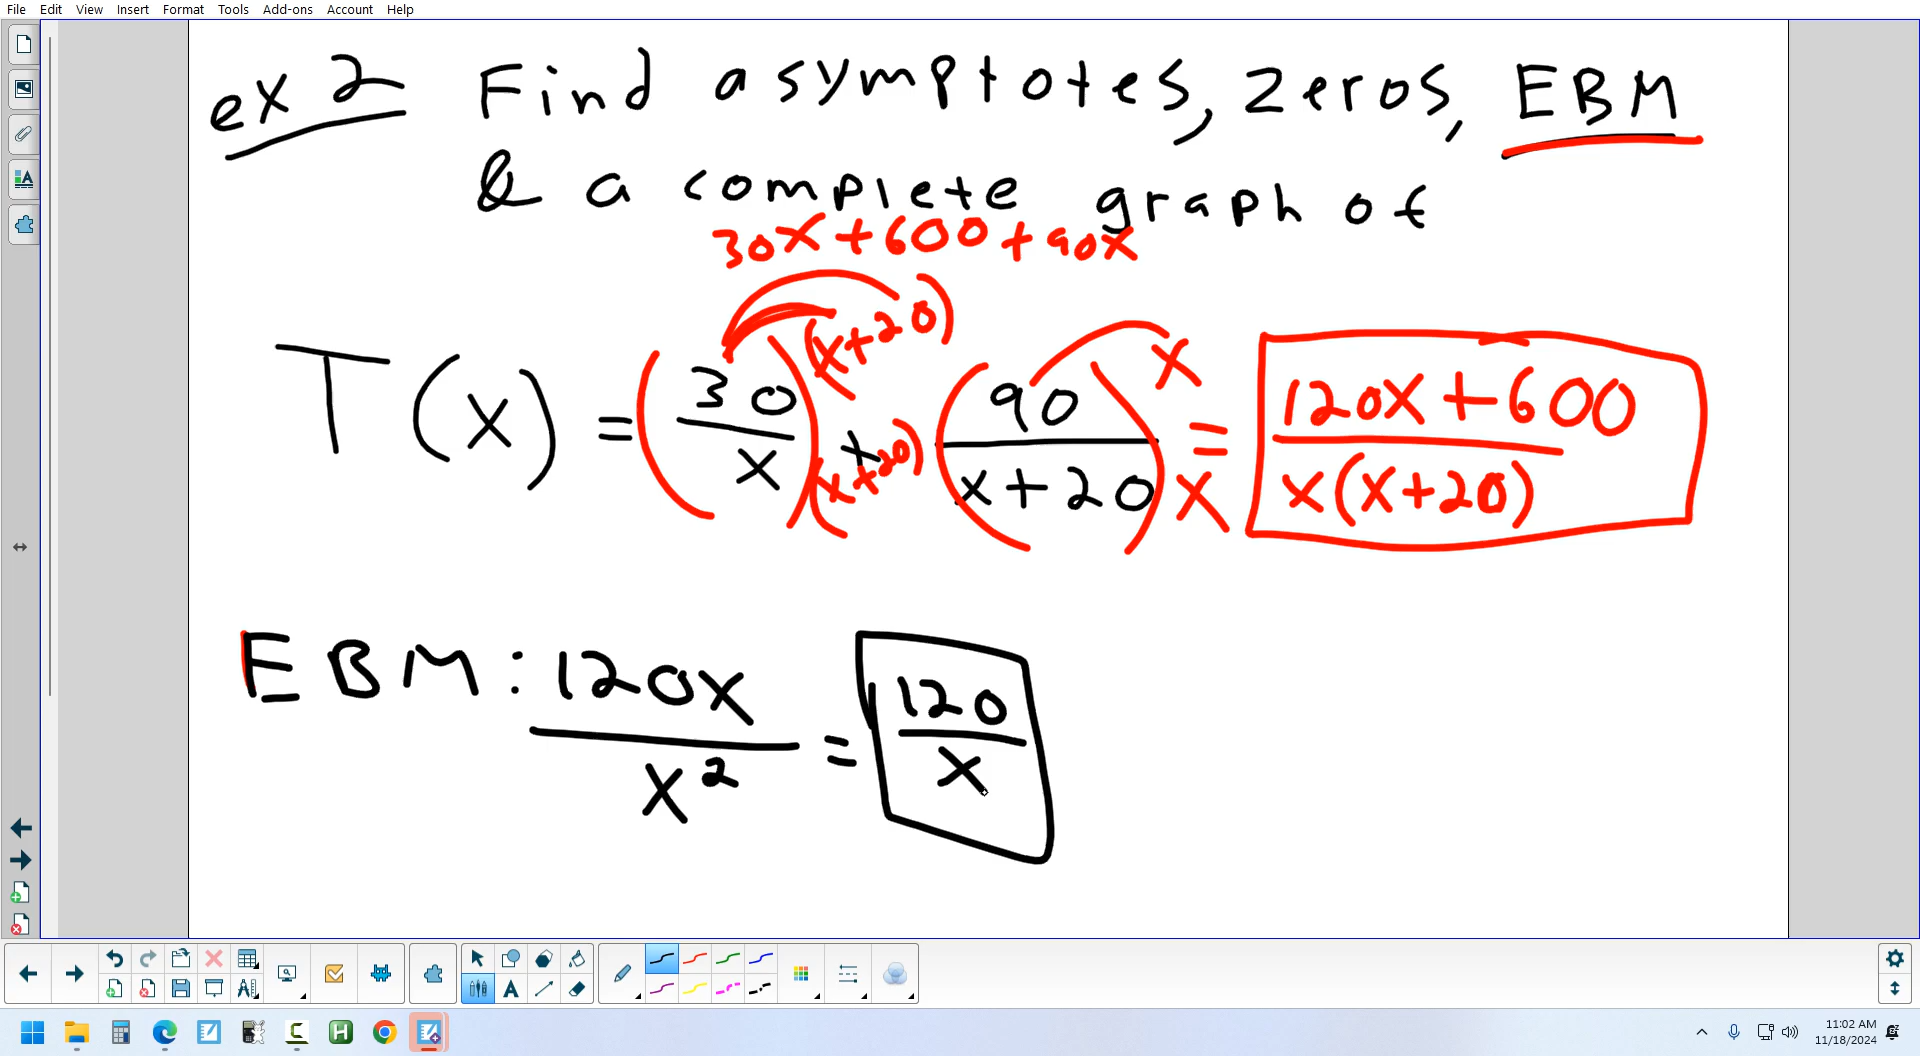 File Edit View Insert Format Tools Add-ons Account Help
ex 2 Find asymptotes, zeros, EBM
& a complete graph of
30x + 600 + 90x
T(x) = (30/x)(x+20)/(x+20) + (90/x+20) x/x = 120x + 600/x(x+20)
EBM: 120x/x² = 120/x
11:02 AM
11/18/2024